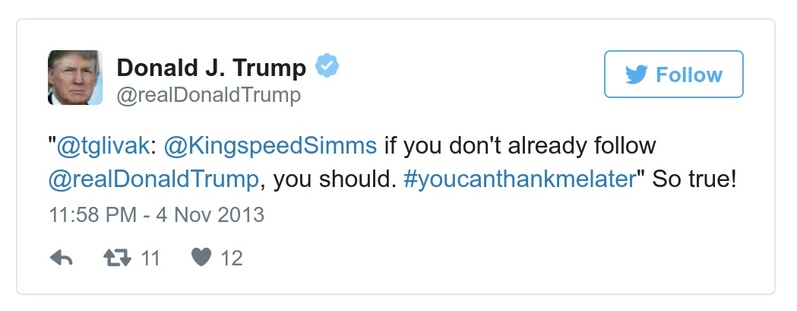 Donald J. Trump
@realDonaldTrump
Follow
"@tglivak: @KingspeedSimms if you don't already follow
@realDonaldTrump, you should. #youcanthankmelater" So true!
11:58 PM - 4 Nov 2013
11 12